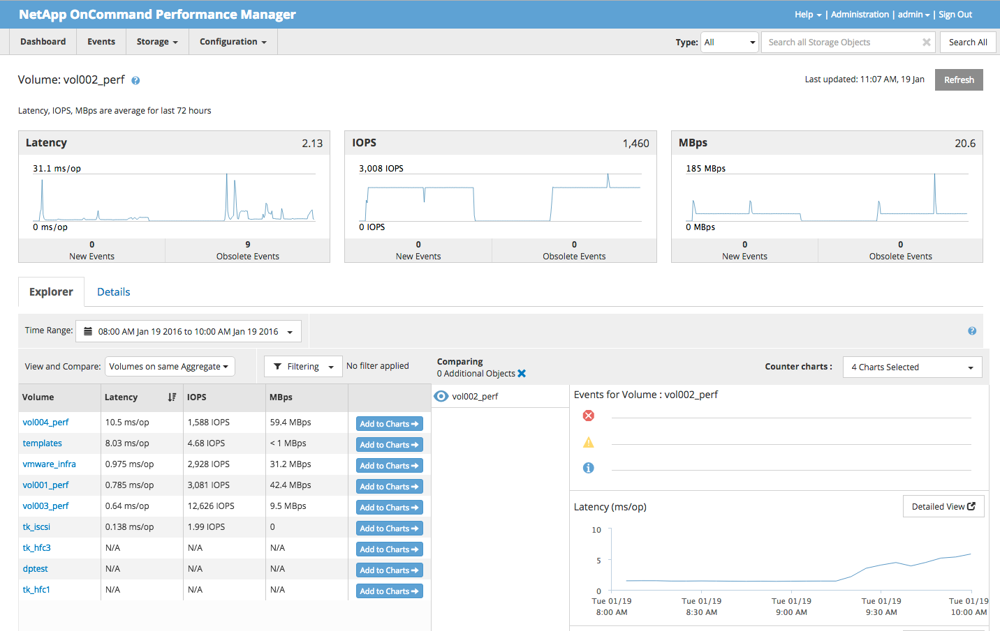 NetApp OnCommand Performance Manager
Help | Administration | admin | Sign Out
Dashboard Events Storage Configuration Type: All Search all Storage Objects Search All
Volume: vol002_perf Last updated: 11:07 AM, 19 Jan Refresh
Latency, IOPS, MBps are average for last 72 hours
Latency 2.13
31.1 ms/op
0 ms/op
0 9
New Events Obsolete Events
IOPS 1,460
3,008 IOPS
0 IOPS
0 0
New Events Obsolete Events
MBps 20.6
185 MBps
0 MBps
0 0
New Events Obsolete Events
Explorer Details
Time Range: 08:00 AM Jan 19 2016 to 10:00 AM Jan 19 2016
View and Compare: Volumes on same Aggregate Filtering No filter applied
Comparing
0 Additional Objects
Counter charts : 4 Charts Selected
Volume Latency IOPS MBps
vol004_perf 10.5 ms/op 1,588 IOPS 59.4 MBps Add to Charts
templates 8.03 ms/op 4.68 IOPS < 1 MBps Add to Charts
vmware_infra 0.975 ms/op 2,928 IOPS 31.2 MBps Add to Charts
vol001_perf 0.785 ms/op 3,081 IOPS 42.4 MBps Add to Charts
vol003_perf 0.64 ms/op 12,626 IOPS 9.5 MBps Add to Charts
tk_iscsi 0.138 ms/op 1.99 IOPS 0 Add to Charts
tk_hfc3 N/A N/A N/A Add to Charts
dptest N/A N/A N/A Add to Charts
tk_hfc1 N/A N/A N/A Add to Charts
vol002_perf
Events for Volume : vol002_perf
Latency (ms/op) Detailed View
10
5
0
Tue 01/19 Tue 01/19 Tue 01/19 Tue 01/19 Tue 01/19
8:00 AM 8:30 AM 9:00 AM 9:30 AM 10:00 AM